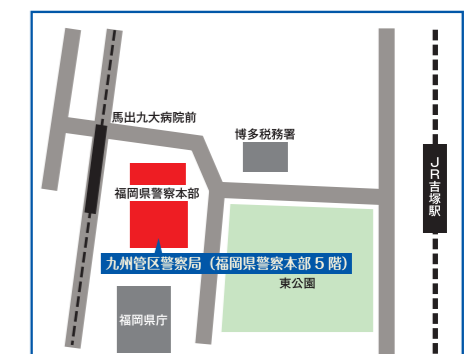 馬出九大病院前
博多税務署
JR吉塚駅
福岡県警察本部
九州管区警察局（福岡県警察本部５階）
東公園
福岡県庁